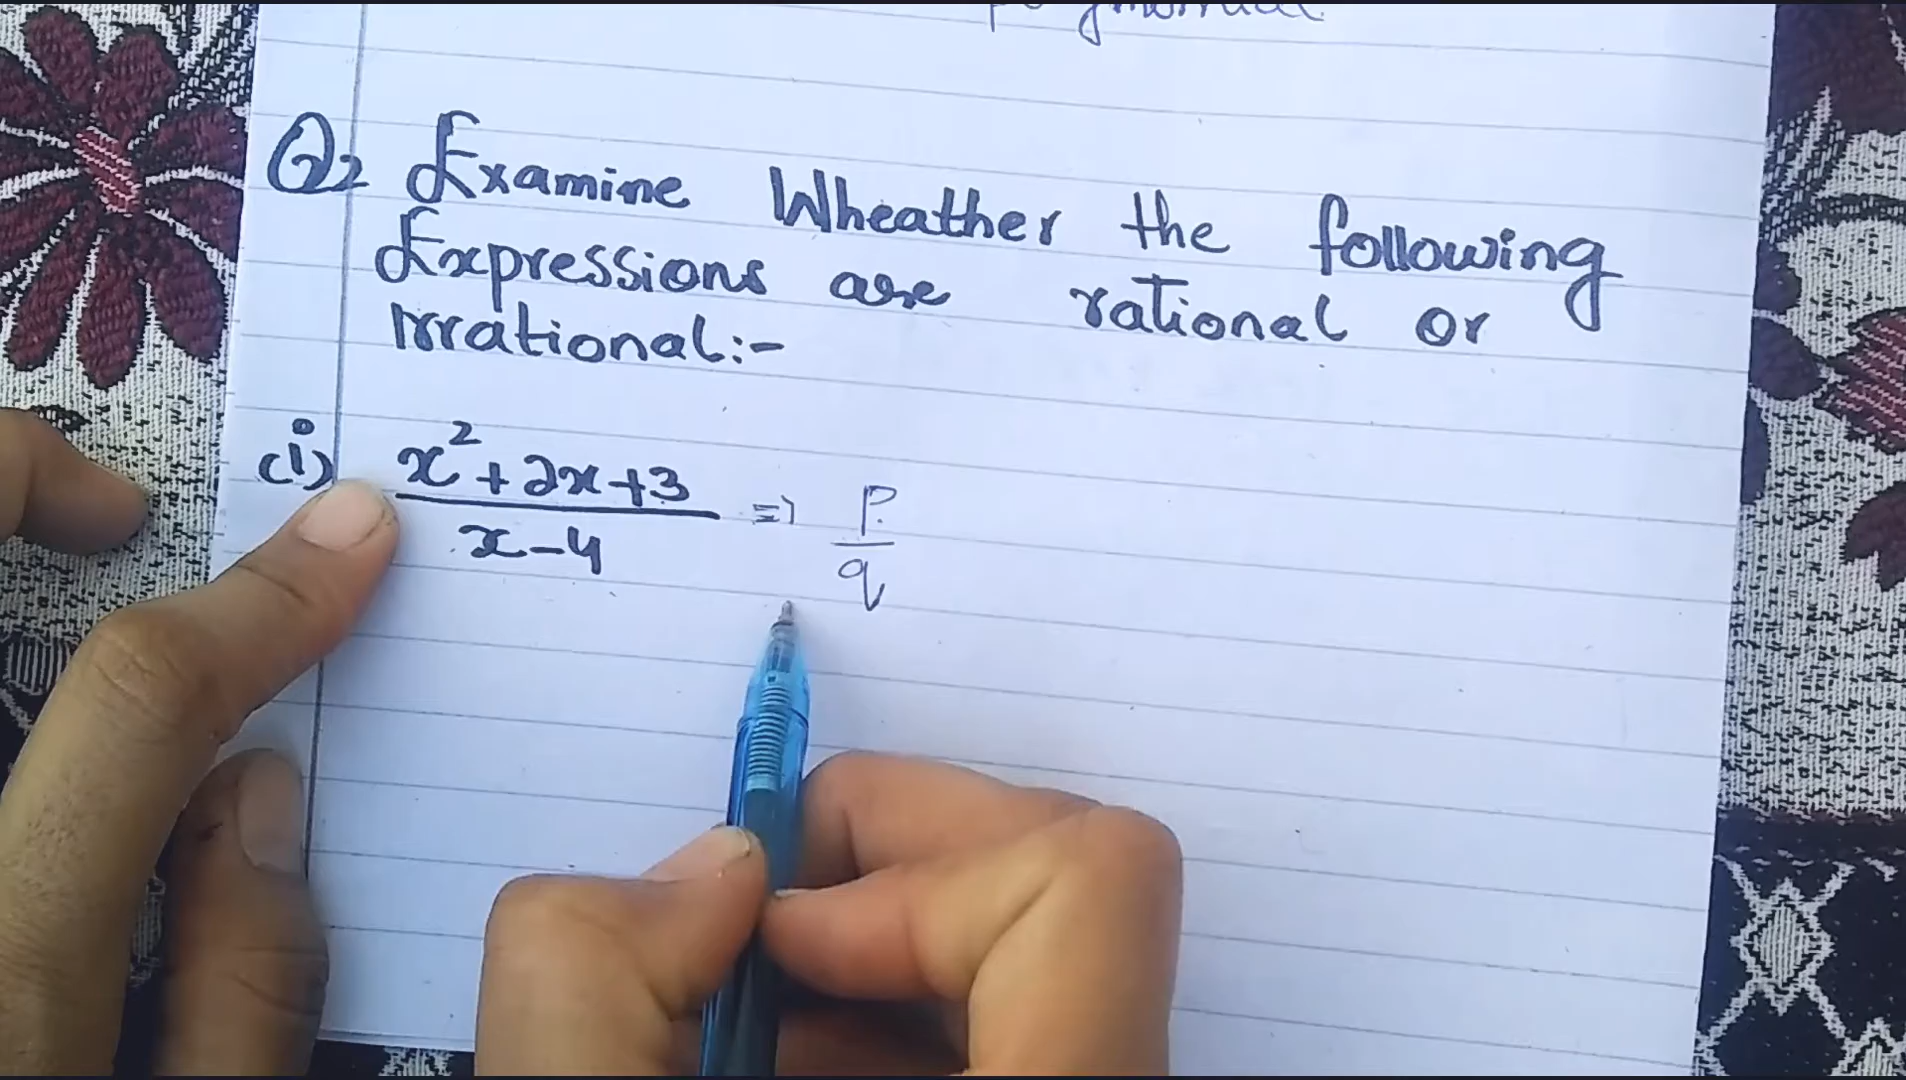 Q2 Examine Wheather the following
Expressions are rational or
Irrational:-
(i) x²+2x+3 / x-4 => P / q